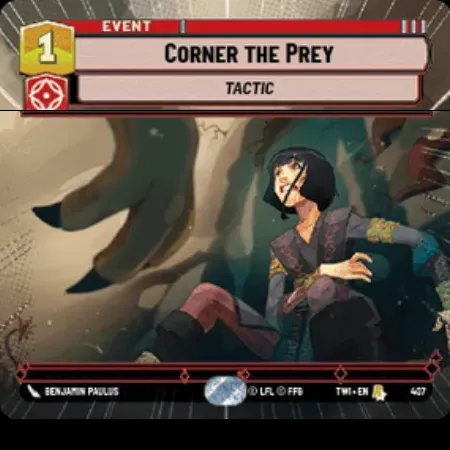 EVENT
1
CORNER THE PREY
TACTIC
BENJAMIN PAULUS
© LFL © FFG
TWI • EN
407